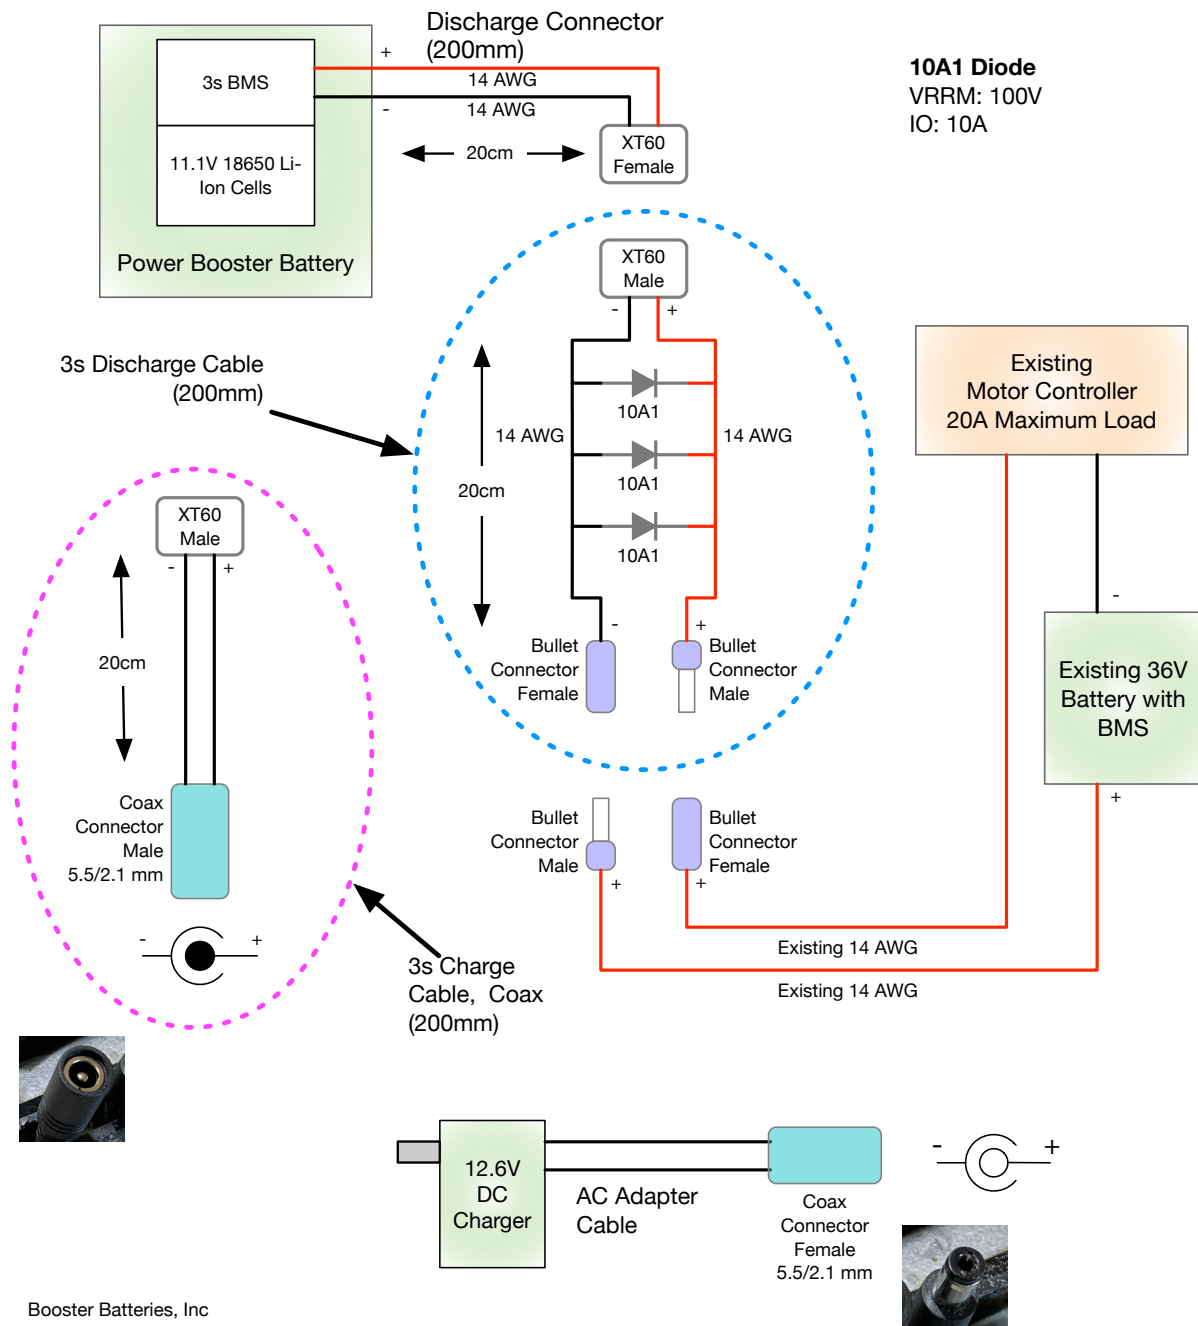 Discharge Connector
(200mm)
+
14 AWG
14 AWG
-
3s BMS
11.1V 18650 Li-
Ion Cells
Power Booster Battery
20cm
XT60
Female
10A1 Diode
VRRM: 100V
IO: 10A
XT60
Male
-
+
3s Discharge Cable
(200mm)
14 AWG
14 AWG
20cm
10A1
10A1
10A1
-
+
Bullet
Connector
Female
Bullet
Connector
Male
Existing
Motor Controller
20A Maximum Load
-
Existing 36V
Battery with
BMS
+
XT60
Male
-
+
20cm
Coax
Connector
Male
5.5/2.1 mm
-
+
3s Charge
Cable, Coax
(200mm)
Bullet
Connector
Male
+
Bullet
Connector
Female
+
Existing 14 AWG
Existing 14 AWG
12.6V
DC
Charger
AC Adapter
Cable
Coax
Connector
Female
5.5/2.1 mm
-
+
Booster Batteries, Inc